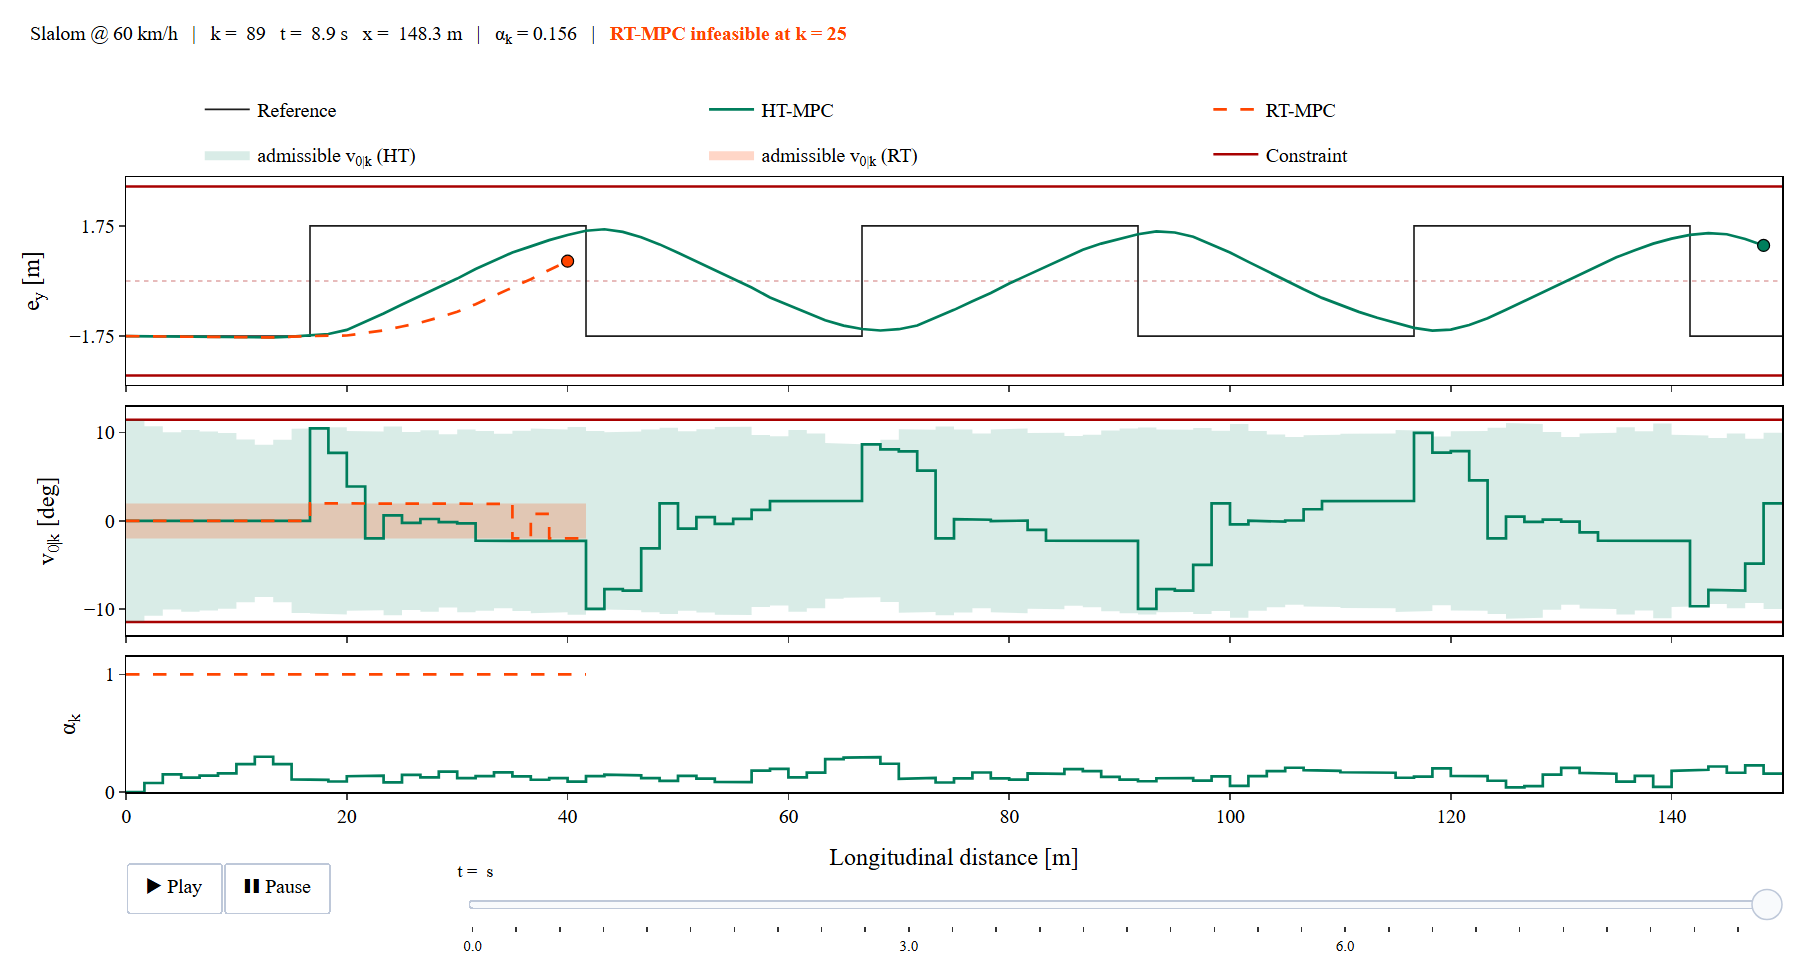 Slalom @ 60 km/h | k = 89 t = 8.9 s x = 148.3 m | αₖ = 0.156 | RT-MPC infeasible at k = 25
Reference HT-MPC RT-MPC
admissible v₀|ₖ (HT) admissible v₀|ₖ (RT) Constraint
1.75
e_y [m]
−1.75
10
v₀|ₖ [deg]
0
−10
1
αₖ
0
0 20 40 60 80 100 120 140
Longitudinal distance [m]
t = s
▶ Play ▮▮ Pause
0.0 3.0 6.0